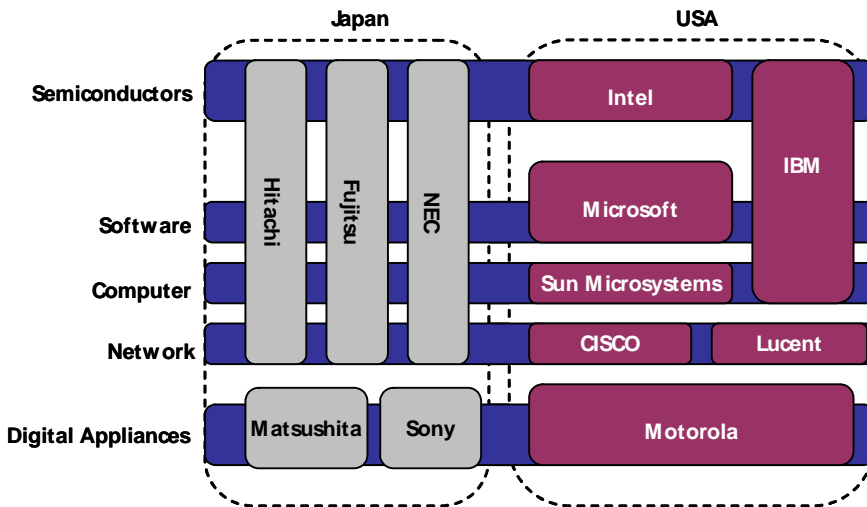 Japan
USA
Semiconductors
Intel
IBM
Hitachi
Fujitsu
NEC
Software
Microsoft
Computer
Sun Microsystems
Network
CISCO
Lucent
Digital Appliances
Matsushita
Sony
Motorola